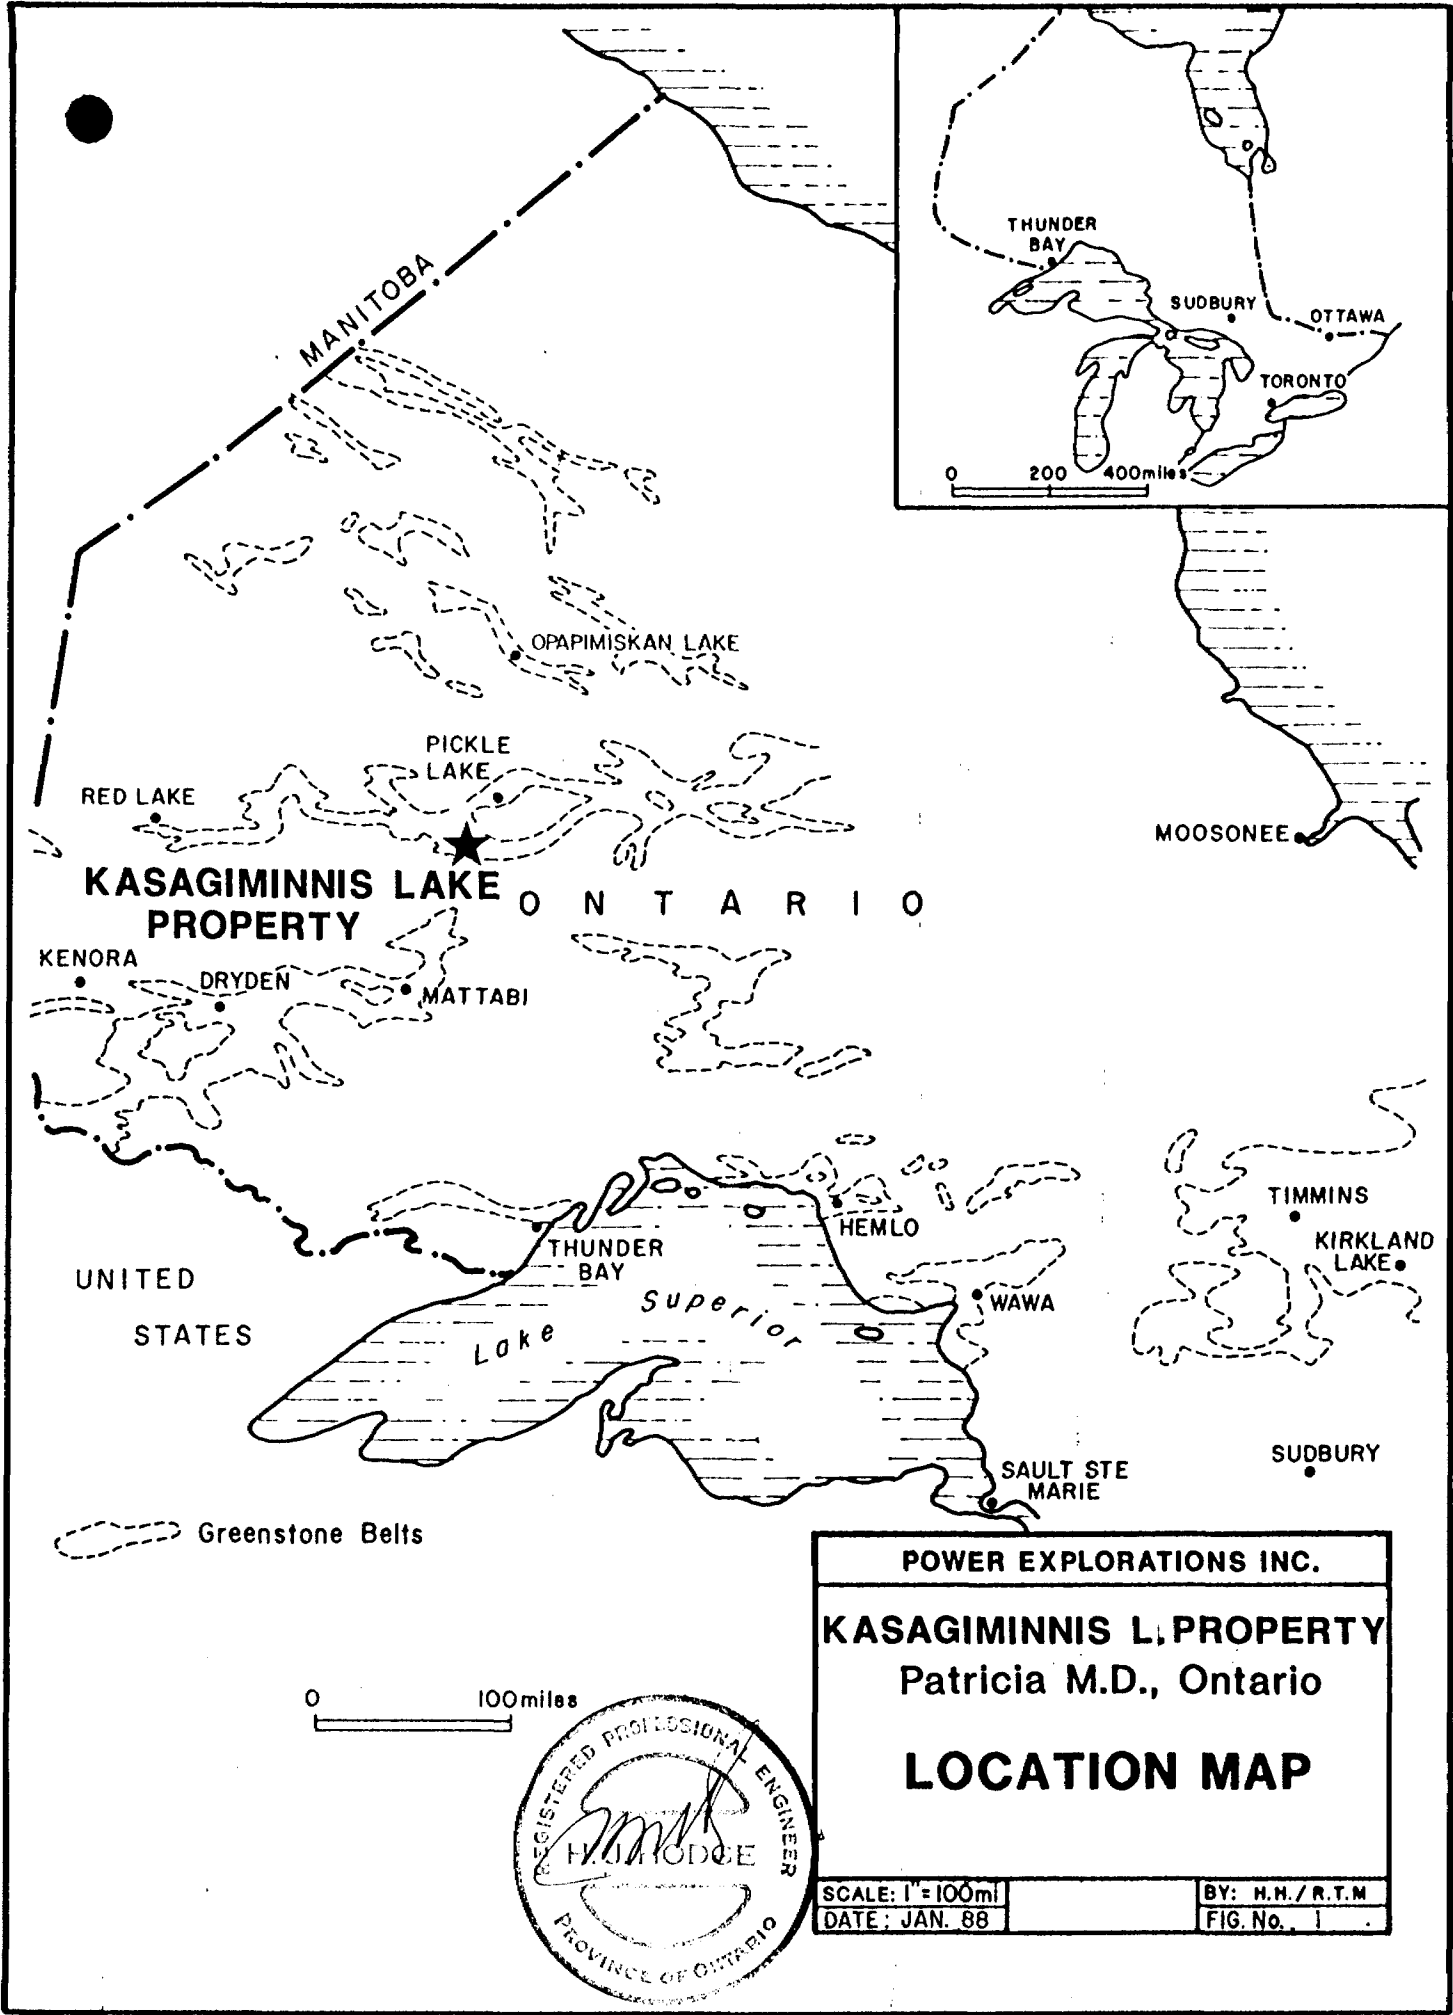 THUNDER
BAY
SUDBURY
OTTAWA
TORONTO
0 200 400miles
MANITOBA
OPAPIMISKAN LAKE
PICKLE
LAKE
RED LAKE
MOOSONEE
KASAGIMINNIS LAKE
PROPERTY
ONTARIO
KENORA
DRYDEN
MATTABI
TIMMINS
KIRKLAND
LAKE
HEMLO
THUNDER
BAY
UNITED
STATES
Lake Superior
WAWA
SUDBURY
SAULT STE
MARIE
Greenstone Belts
0 100miles
POWER EXPLORATIONS INC.
KASAGIMINNIS L. PROPERTY
Patricia M.D., Ontario
LOCATION MAP
SCALE: 1"=100mi
DATE: JAN. 88
BY: H.H./R.T.M
FIG. No. 1
REGISTERED PROFESSIONAL ENGINEER
H. J. HODGE
PROVINCE OF ONTARIO